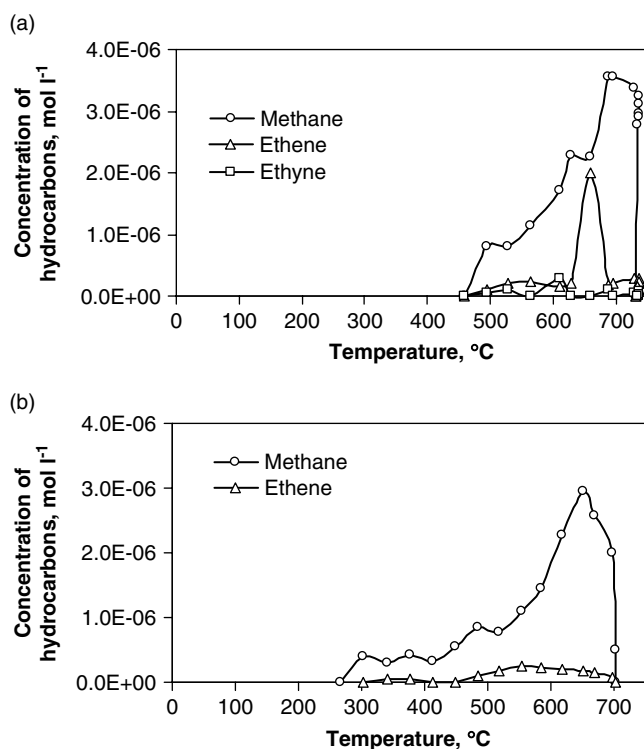 (a)
Concentration of
hydrocarbons, mol l-1
4.0E-06
3.0E-06
2.0E-06
1.0E-06
0.0E+00
Methane
Ethene
Ethyne
0 100 200 300 400 500 600 700
Temperature, °C
(b)
Concentration of
hydrocarbons, mol l-1
4.0E-06
3.0E-06
2.0E-06
1.0E-06
0.0E+00
Methane
Ethene
0 100 200 300 400 500 600 700
Temperature, °C